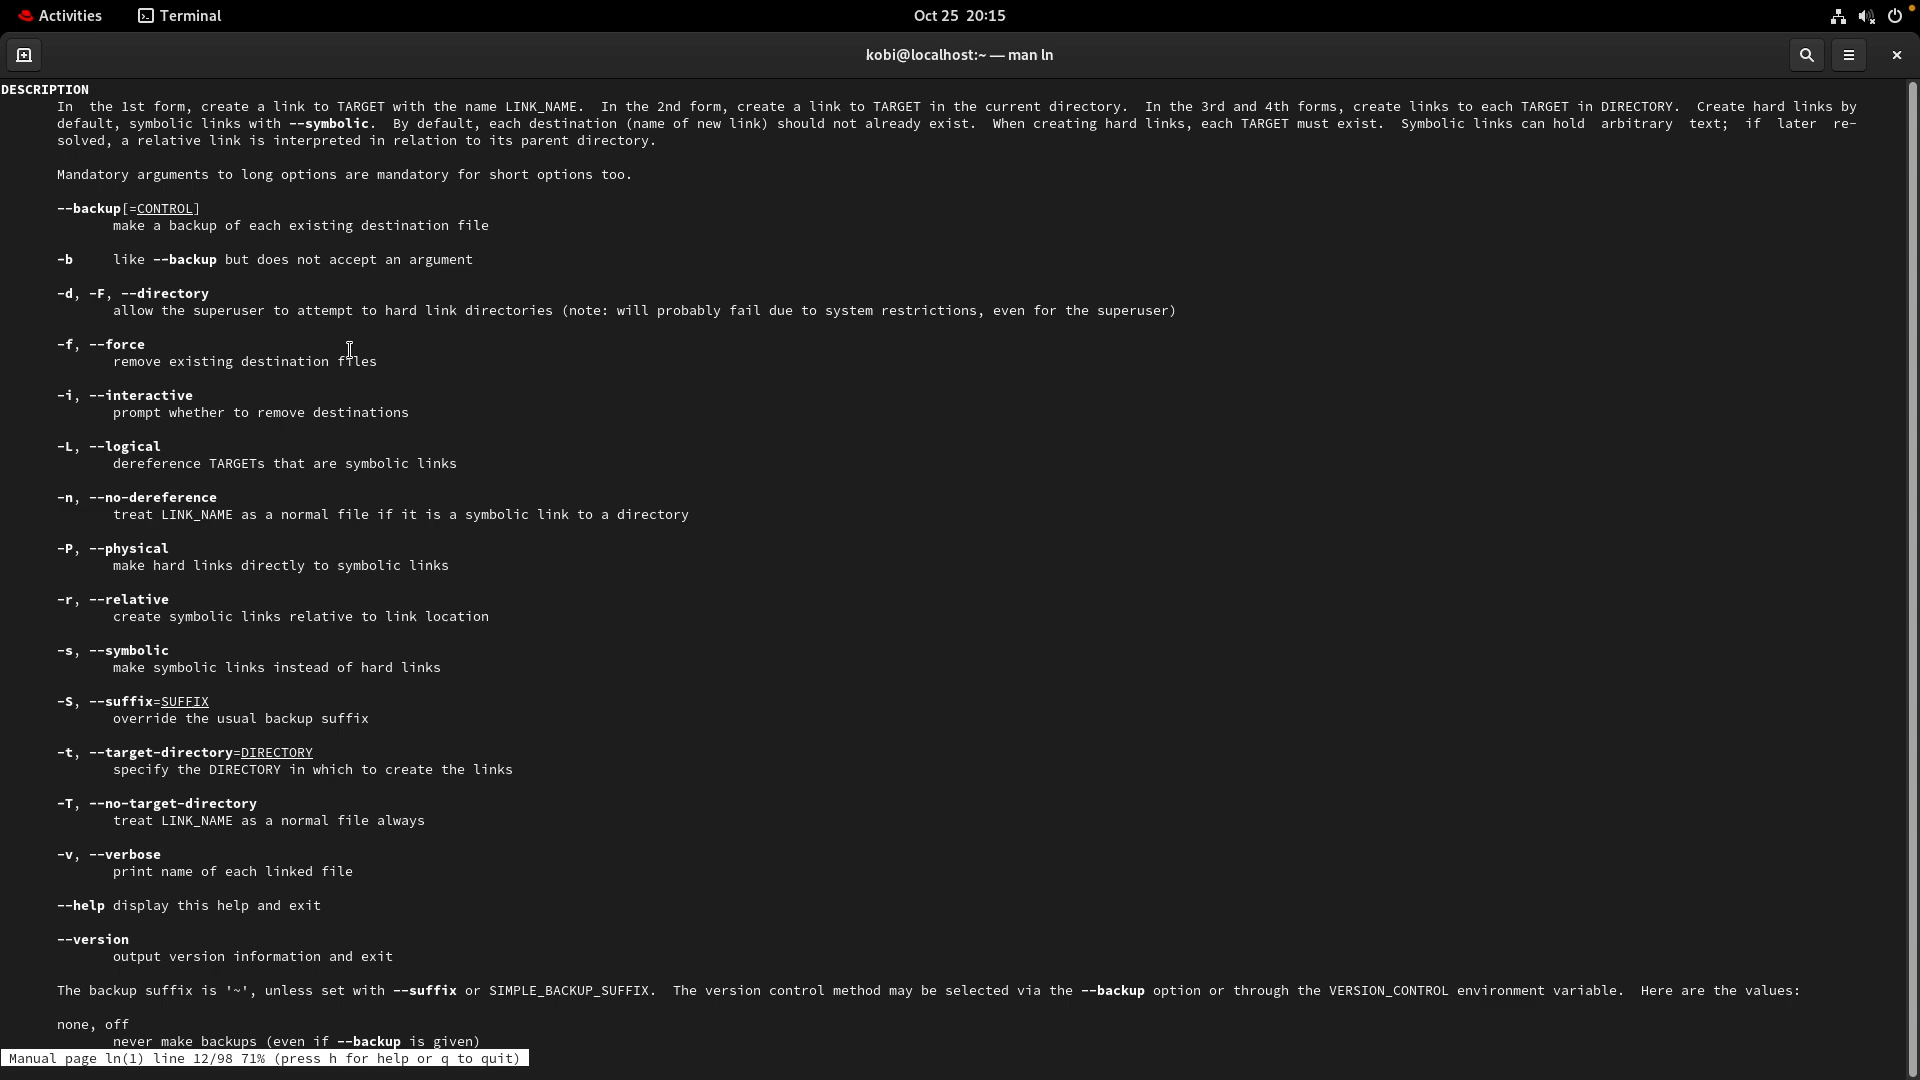 Activities
Terminal
Oct 25 20:15
kobi@localhost:~ — man ln
DESCRIPTION
In  the 1st form, create a link to TARGET with the name LINK_NAME.  In the 2nd form, create a link to TARGET in the current directory.  In the 3rd and 4th forms, create links to each TARGET in DIRECTORY.  Create hard links by
default, symbolic links with --symbolic.  By default, each destination (name of new link) should not already exist.  When creating hard links, each TARGET must exist.  Symbolic links can hold  arbitrary  text;  if  later  re-
solved, a relative link is interpreted in relation to its parent directory.
Mandatory arguments to long options are mandatory for short options too.
--backup[=CONTROL]
make a backup of each existing destination file
-b     like --backup but does not accept an argument
-d, -F, --directory
allow the superuser to attempt to hard link directories (note: will probably fail due to system restrictions, even for the superuser)
-f, --force
remove existing destination files
-i, --interactive
prompt whether to remove destinations
-L, --logical
dereference TARGETs that are symbolic links
-n, --no-dereference
treat LINK_NAME as a normal file if it is a symbolic link to a directory
-P, --physical
make hard links directly to symbolic links
-r, --relative
create symbolic links relative to link location
-s, --symbolic
make symbolic links instead of hard links
-S, --suffix=SUFFIX
override the usual backup suffix
-t, --target-directory=DIRECTORY
specify the DIRECTORY in which to create the links
-T, --no-target-directory
treat LINK_NAME as a normal file always
-v, --verbose
print name of each linked file
--help display this help and exit
--version
output version information and exit
The backup suffix is '~', unless set with --suffix or SIMPLE_BACKUP_SUFFIX.  The version control method may be selected via the --backup option or through the VERSION_CONTROL environment variable.  Here are the values:
none, off
never make backups (even if --backup is given)
Manual page ln(1) line 12/98 71% (press h for help or q to quit)